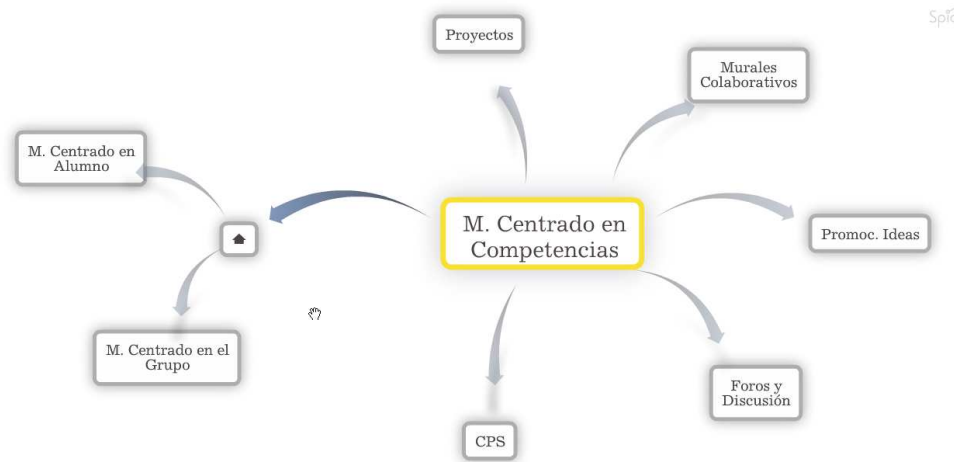 Proyectos
Murales
Colaborativos
M. Centrado en
Alumno
M. Centrado en
Competencias
Promoc. Ideas
M. Centrado en el
Grupo
Foros y
Discusión
CPS